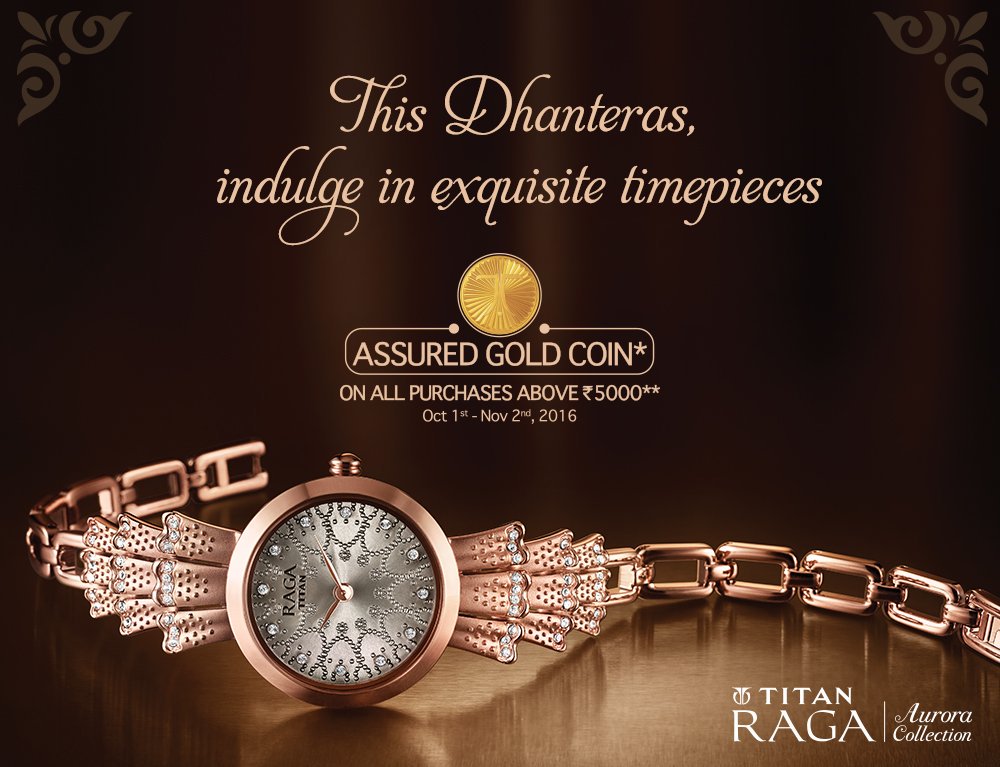 This Dhanteras,
indulge in exquisite timepieces
ASSURED GOLD COIN*
ON ALL PURCHASES ABOVE ₹5000**
Oct 1st - Nov 2nd, 2016
RAGA
TITAN
TITAN
RAGA
Aurora
Collection